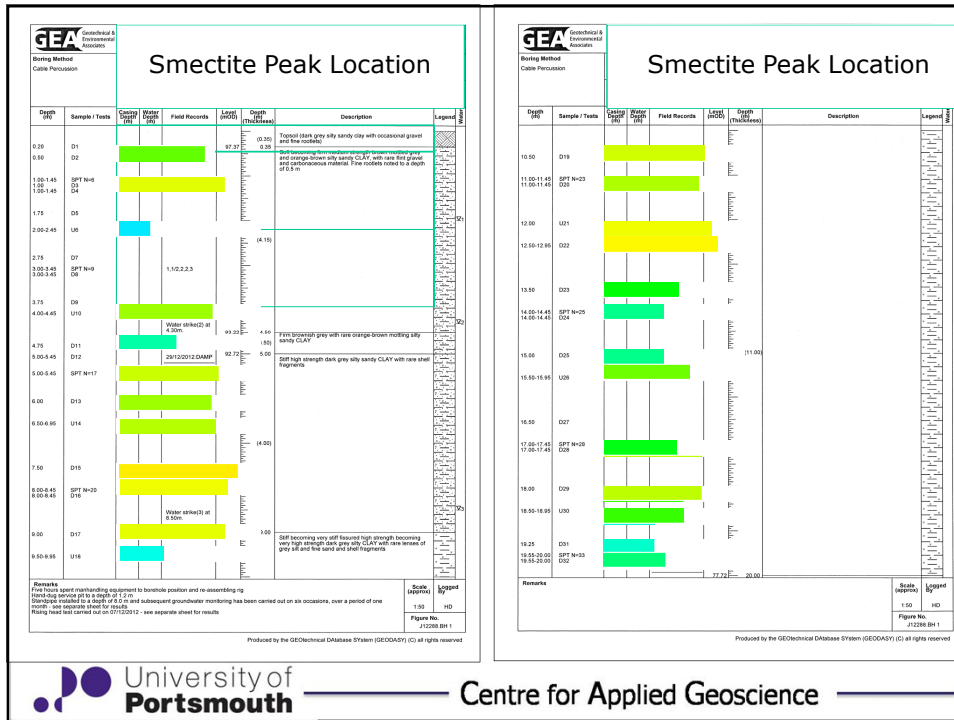 GEA Geotechnical & Environmental Associates
Smectite Peak Location
Boring Method
Cable Percussion
Depth (m) Sample / Tests Casing Depth (m) Water Depth (m) Field Records Level (mOD) Depth (m) (Thickness) Description Legend Water
(0.35) Topsoil (dark grey silty sandy clay with occasional gravel
and fine rootlets)
0.20 D1 97.37 0.35
0.50 D2 Soft becoming firm medium strength brown mottled grey
and orange-brown silty sandy CLAY, with rare flint gravel
and carbonaceous material. Fine rootlets noted to a depth
of 0.5 m
1.00-1.45 SPT N=6
1.00 D3
1.00-1.45 D4
1.75 D5
2.00-2.45 U6 1
(4.15)
2.75 D7
3.00-3.45 SPT N=9 1,1/2,2,2,3
3.00-3.45 D8
3.75 D9
4.00-4.45 U10
Water strike(2) at 2
4.30m.
93.22 4.50 Firm brownish grey with rare orange-brown mottling silty
4.75 D11 .50) sandy CLAY
5.00-5.45 D12 29/12/2012:DAMP 92.72 5.00 Stiff high strength dark grey silty sandy CLAY with rare shell
fragments
5.00-5.45 SPT N=17
6.00 D13
6.50-6.95 U14
(4.00)
7.50 D15
8.00-8.45 SPT N=20
8.00-8.45 D16
Water strike(3) at 3
8.50m.
9.00 D17 9.00 Stiff becoming very stiff fissured high strength becoming
very high strength dark grey silty CLAY with rare lenses of
grey silt and fine sand and shell fragments
9.50-9.95 U18
Remarks
Five hours spent manhandling equipment to borehole position and re-assembling rig
Hand-dug service pit to a depth of 1.2 m
Standpipe installed to a depth of 8.0 m and subsequent groundwater monitoring has been carried out on six occasions, over a period of one
month - see separate sheet for results
Rising head test carried out on 07/12/2012 - see separate sheet for results
Scale (approx) Logged By
1:50 HD
Figure No.
J12288.BH 1
Produced by the GEOtechnical DAtabase SYstem (GEODASY) (C) all rights reserved
GEA Geotechnical & Environmental Associates
Smectite Peak Location
Boring Method
Cable Percussion
Depth (m) Sample / Tests Casing Depth (m) Water Depth (m) Field Records Level (mOD) Depth (m) (Thickness) Description Legend Water
10.50 D19
11.00-11.45 SPT N=23
11.00-11.45 D20
12.00 U21
12.50-12.95 D22
13.50 D23
14.00-14.45 SPT N=25
14.00-14.45 D24
15.00 D25 (11.00)
15.50-15.95 U26
16.50 D27
17.00-17.45 SPT N=28
17.00-17.45 D28
18.00 D29
18.50-18.95 U30
19.25 D31
19.55-20.00 SPT N=33
19.55-20.00 D32
77.72 20.00
Remarks
Scale (approx) Logged By
1:50 HD
Figure No.
J12288.BH 1
Produced by the GEOtechnical DAtabase SYstem (GEODASY) (C) all rights reserved
University of Portsmouth
Centre for Applied Geoscience